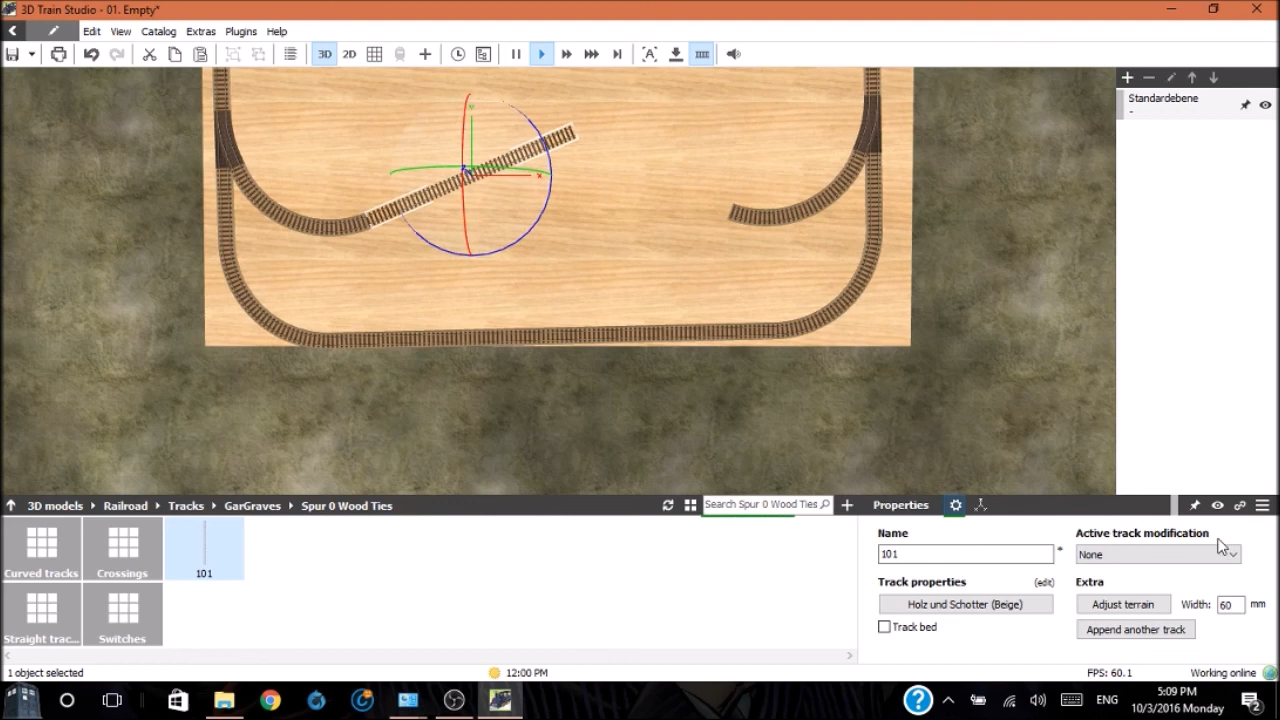 3D Train Studio - 01. Empty*
Edit View Catalog Extras Plugins Help
3D 2D
Standardebene
-
y
x
3D models Railroad Tracks GarGraves Spur 0 Wood Ties
Search Spur 0 Wood Ties
Properties
Curved tracks
Crossings
101
Straight trac...
Switches
Name
101
*
Active track modification
None
Track properties (edit)
Holz und Schotter (Beige)
Track bed
Extra
Adjust terrain Width: 60 mm
Append another track
1 object selected
12:00 PM
FPS: 60.1
Working online
ENG
5:09 PM
10/3/2016 Monday
2